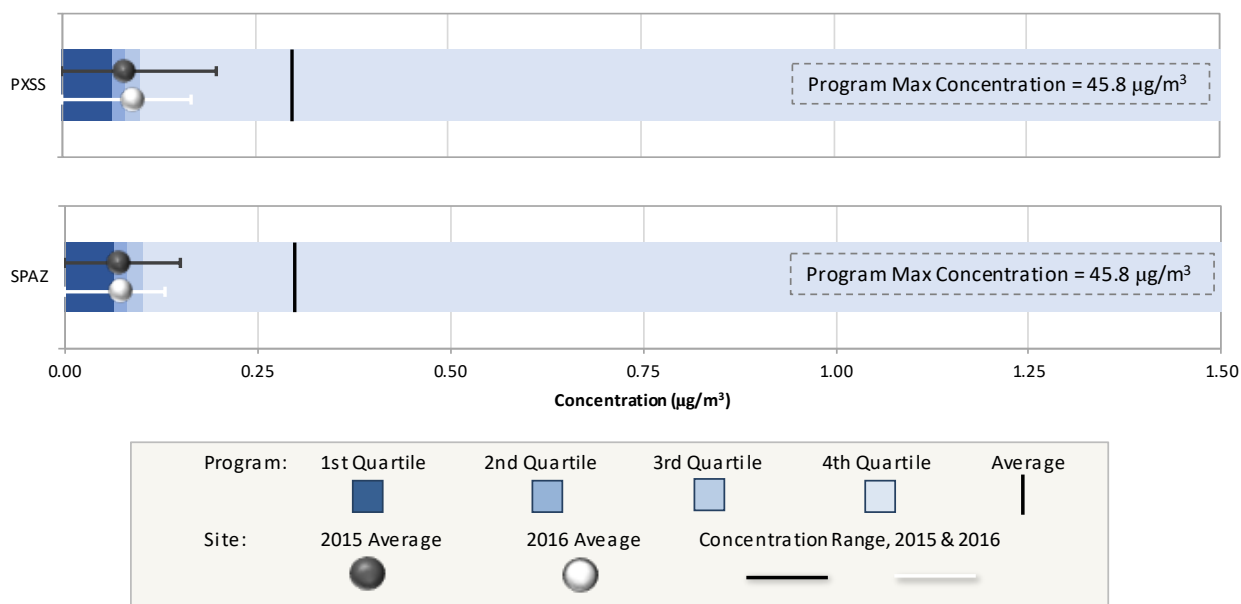 PXSS
Program Max Concentration = 45.8 µg/m³
SPAZ
Program Max Concentration = 45.8 µg/m³
0.00 0.25 0.50 0.75 1.00 1.25 1.50
Concentration (µg/m³)
Program: 1st Quartile 2nd Quartile 3rd Quartile 4th Quartile Average
Site: 2015 Average 2016 Aveage Concentration Range, 2015 & 2016